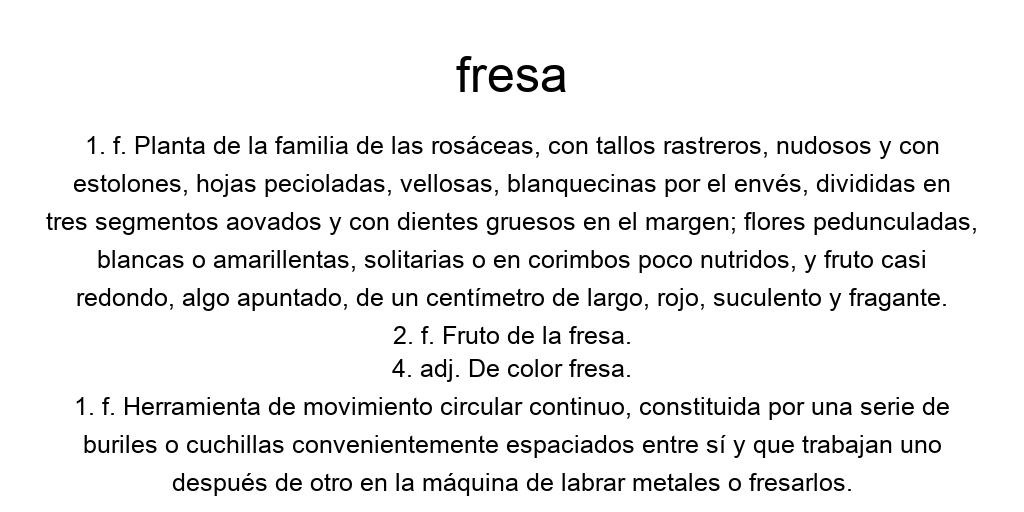 fresa
1. f. Planta de la familia de las rosáceas, con tallos rastreros, nudosos y con
estolones, hojas pecioladas, vellosas, blanquecinas por el envés, divididas en
tres segmentos aovados y con dientes gruesos en el margen; flores pedunculadas,
blancas o amarillentas, solitarias o en corimbos poco nutridos, y fruto casi
redondo, algo apuntado, de un centímetro de largo, rojo, suculento y fragante.
2. f. Fruto de la fresa.
4. adj. De color fresa.
1. f. Herramienta de movimiento circular continuo, constituida por una serie de
buriles o cuchillas convenientemente espaciados entre sí y que trabajan uno
después de otro en la máquina de labrar metales o fresarlos.